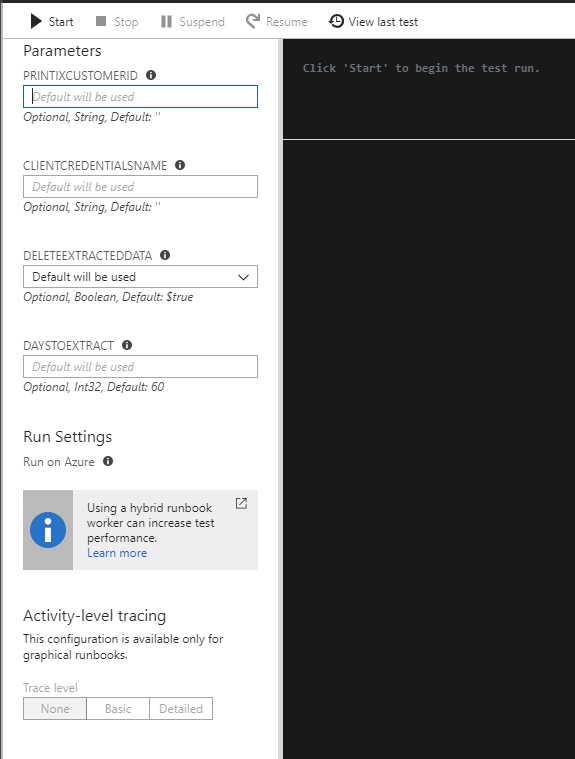 Start Stop Suspend Resume View last test
Parameters
PRINTIXCUSTOMERID
Default will be used
Optional, String, Default: ''
CLIENTCREDENTIALSNAME
Default will be used
Optional, String, Default: ''
DELETEEXTRACTEDDATA
Default will be used
Optional, Boolean, Default: $true
DAYSTOEXTRACT
Default will be used
Optional, Int32, Default: 60
Run Settings
Run on Azure
Using a hybrid runbook
worker can increase test
performance.
Learn more
Activity-level tracing
This configuration is available only for
graphical runbooks.
Trace level
None Basic Detailed
Click 'Start' to begin the test run.